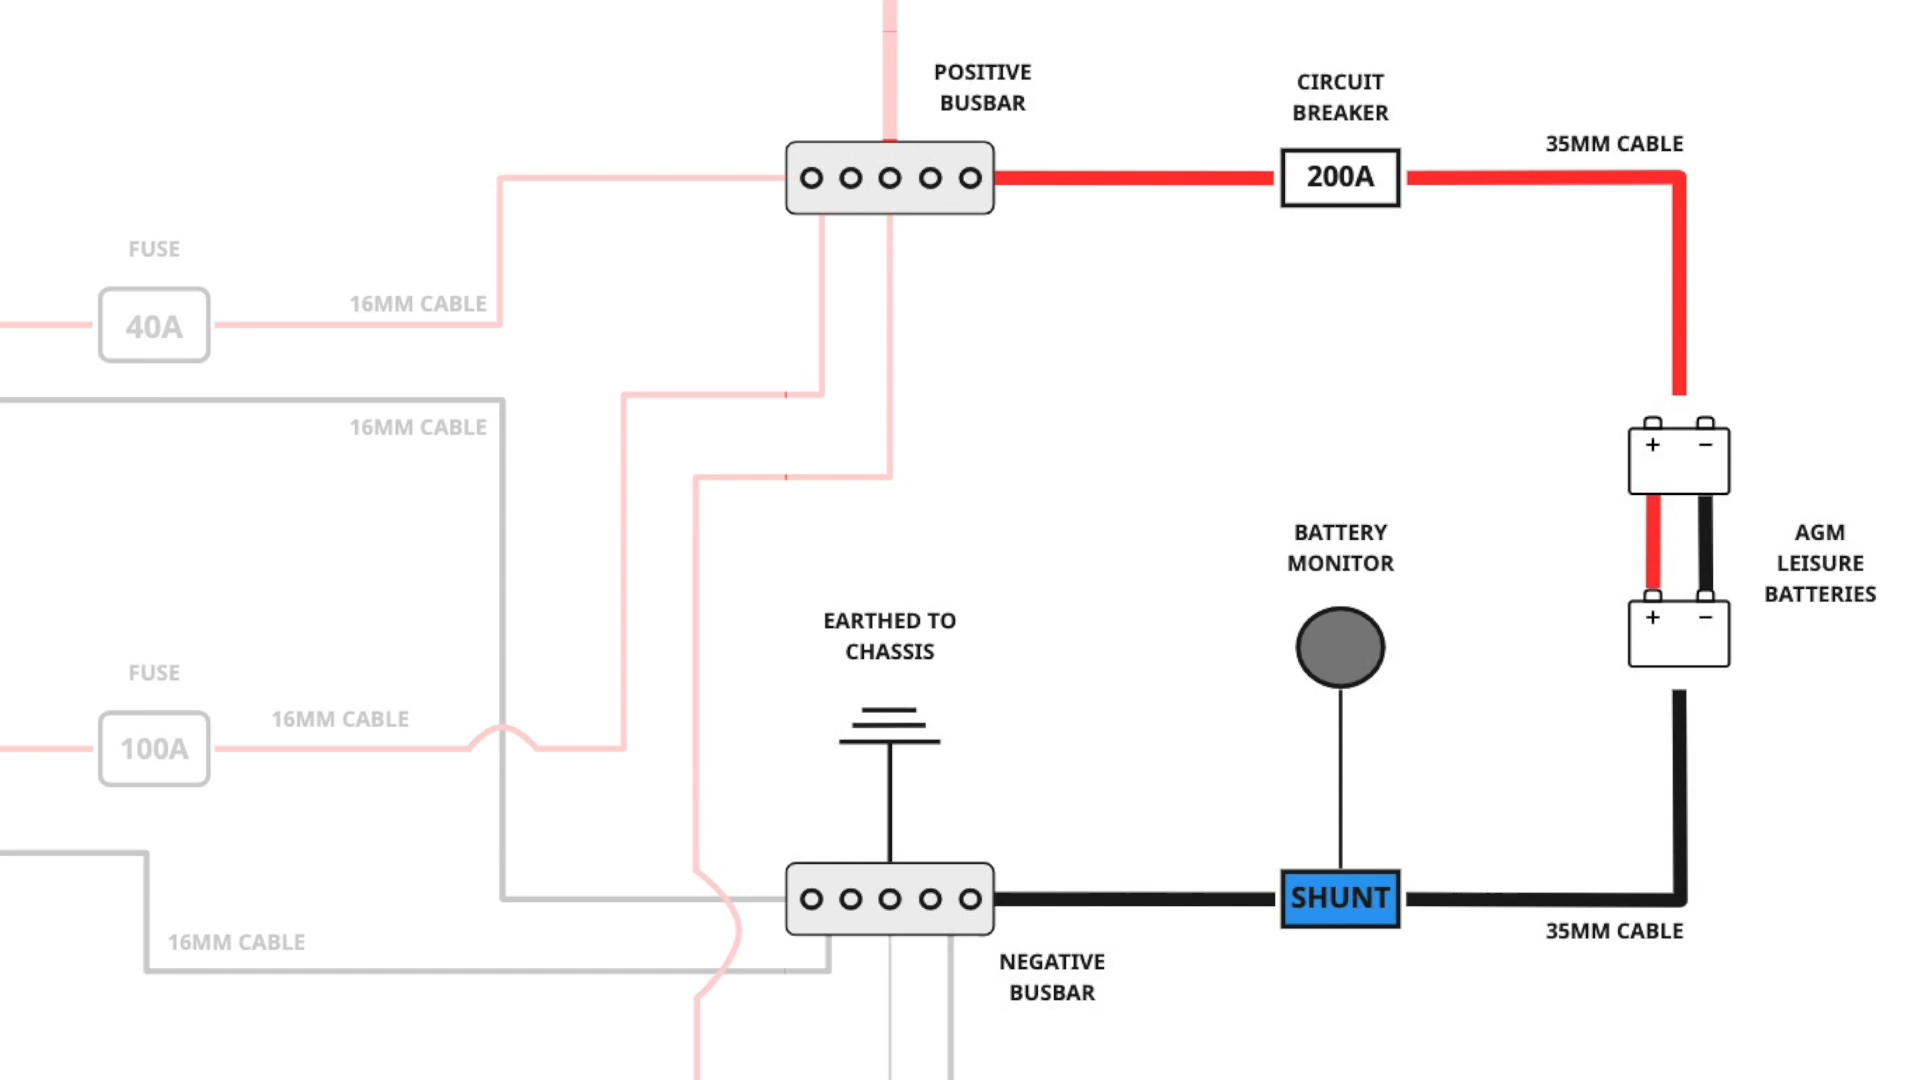 POSITIVE
BUSBAR
CIRCUIT
BREAKER
35MM CABLE
200A
FUSE
40A
16MM CABLE
16MM CABLE
+ −
BATTERY
MONITOR
AGM
LEISURE
BATTERIES
+ −
EARTHED TO
CHASSIS
FUSE
100A
16MM CABLE
SHUNT
35MM CABLE
16MM CABLE
NEGATIVE
BUSBAR